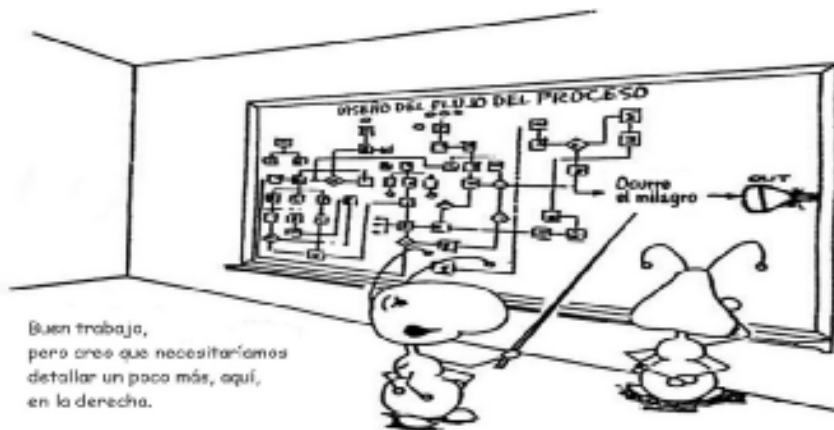 DISEÑO DEL FLUJO DEL PROCESO
OUT
Ocurre
el milagro
Buen trabajo,
pero creo que necesitaríamos
detallar un poco más, aquí,
en la derecha.